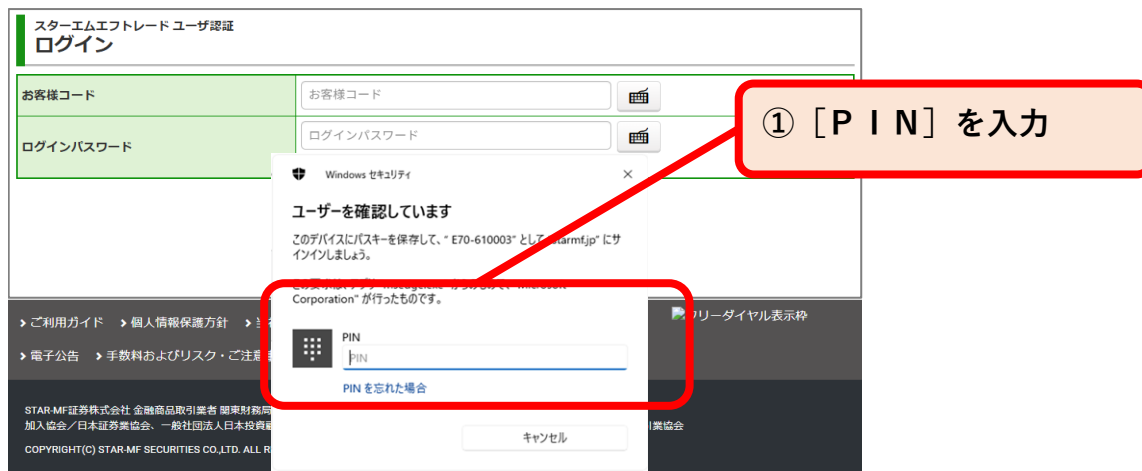 スターエムエフトレード ユーザ認証
ログイン
お客様コード
お客様コード
① ［ＰＩＮ］を入力
ログインパスワード
ログインパスワード
Windows セキュリティ
ユーザーを確認しています
このデバイスにパスキーを保存して、" E70-610003" として "starmf.jp" にサ
インインしましょう。
Corporation" が行ったものです。
PIN
PIN
PIN を忘れた場合
キャンセル
ご利用ガイド 個人情報保護方針
フリーダイヤル表示枠
電子公告 手数料およびリスク・ご注意
STAR-MF証券株式会社 金融商品取引業者 関東財務局
加入協会／日本証券業協会、一般社団法人日本投資顧 業協会
COPYRIGHT(C) STAR-MF SECURITIES CO.,LTD. ALL R